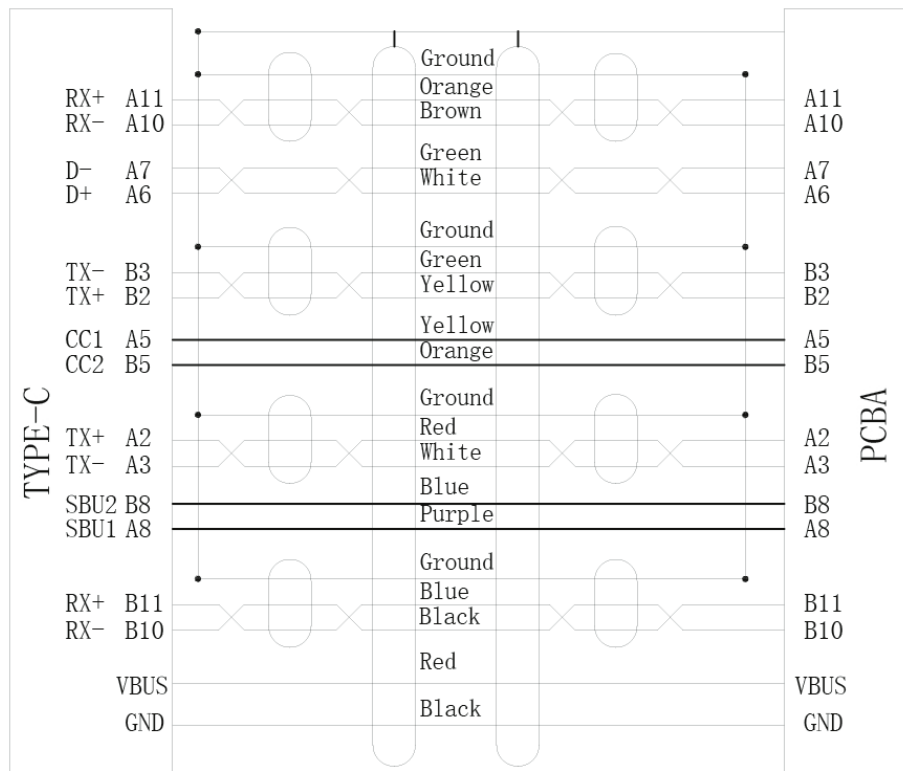 Ground
Orange
RX+ A11 A11
Brown
RX- A10 A10
Green
D- A7 A7
White
D+ A6 A6
Ground
Green
TX- B3 B3
Yellow
TX+ B2 B2
Yellow
CC1 A5 A5
Orange
CC2 B5 B5
Ground
TYPE-C
PCBA
Red
TX+ A2 A2
White
TX- A3 A3
Blue
SBU2 B8 B8
Purple
SBU1 A8 A8
Ground
Blue
RX+ B11 B11
Black
RX- B10 B10
Red
VBUS VBUS
Black
GND GND